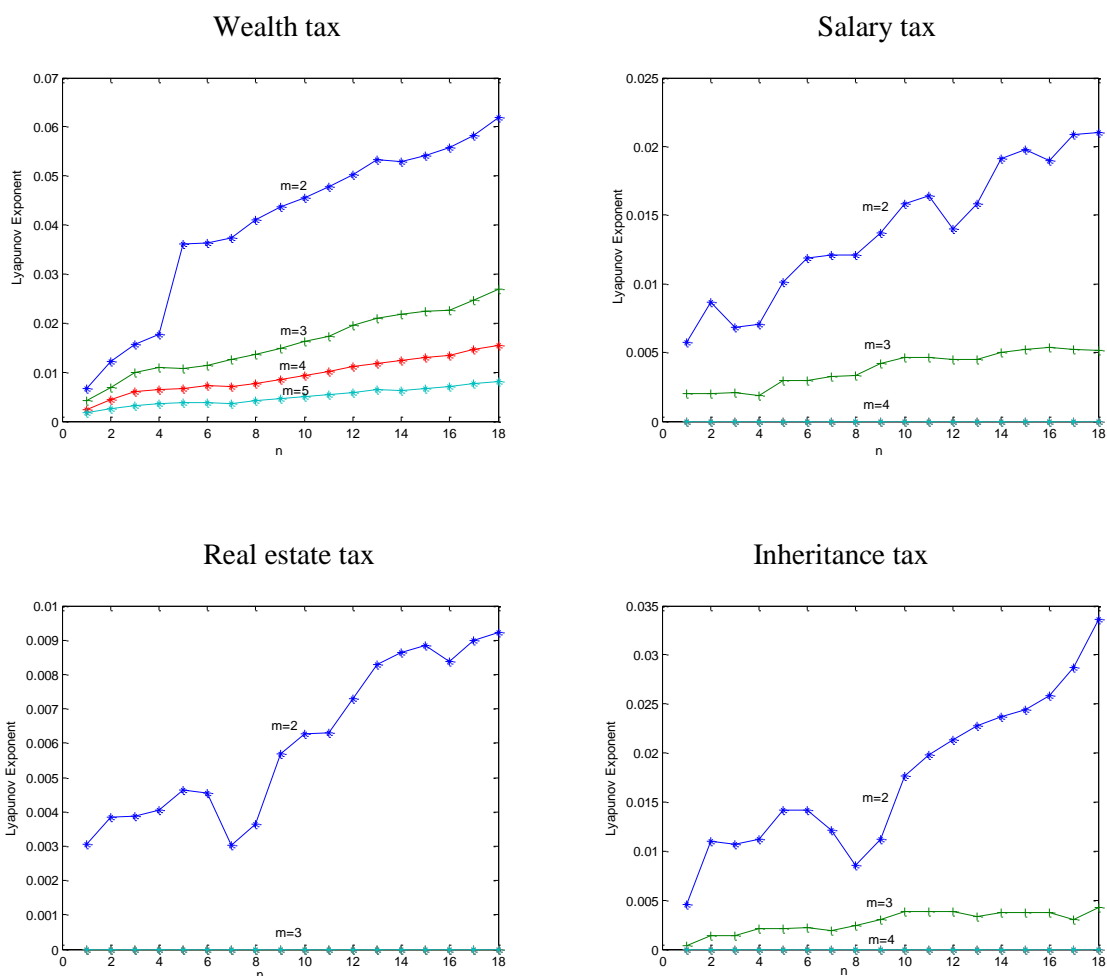 Wealth tax
Salary tax
0.07
0.06
0.05
0.04
0.03
0.02
0.01
0
Lyapunov Exponent
m=2
m=3
m=4
m=5
0 2 4 6 8 10 12 14 16 18
n
0.025
0.02
0.015
0.01
0.005
0
Lyapunov Exponent
m=2
m=3
m=4
0 2 4 6 8 10 12 14 16 18
n
Real estate tax
Inheritance tax
0.01
0.009
0.008
0.007
0.006
0.005
0.004
0.003
0.002
0.001
0
Lyapunov Exponent
m=2
m=3
0 2 4 6 8 10 12 14 16 18
n
0.035
0.03
0.025
0.02
0.015
0.01
0.005
0
Lyapunov Exponent
m=2
m=3
m=4
0 2 4 6 8 10 12 14 16 18
n